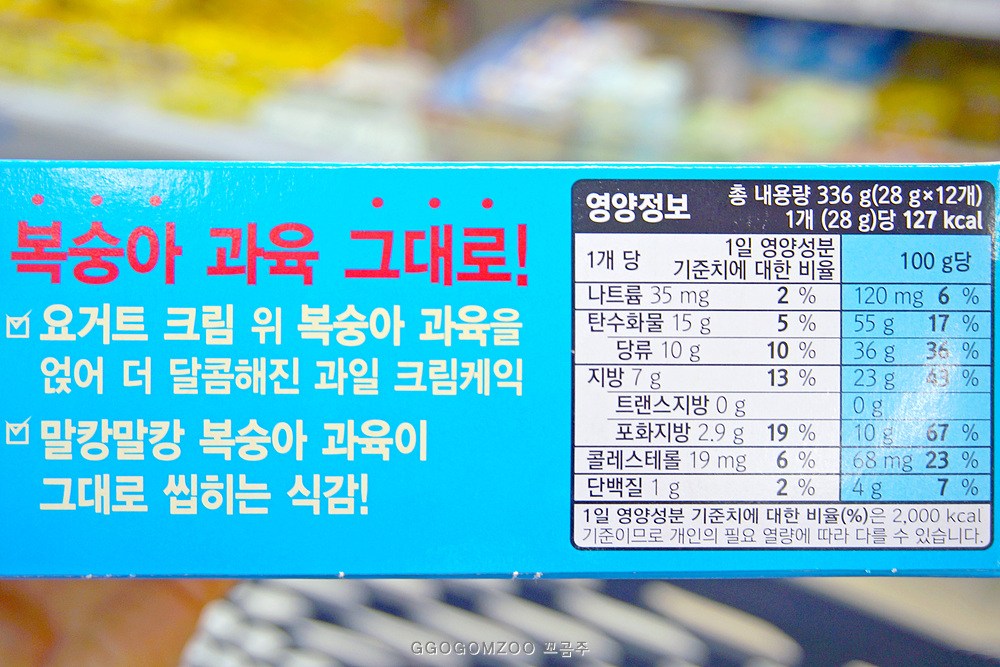 복숭아 과육 그대로!
☑ 요거트 크림 위 복숭아 과육을
얹어 더 달콤해진 과일 크림케익
☑ 말캉말캉 복숭아 과육이
그대로 씹히는 식감!
영양정보
총 내용량 336 g(28 g×12개)
1개 (28 g)당 127 kcal
1개 당 1일 영양성분 기준치에 대한 비율 100 g당
나트륨 35 mg 2 % 120 mg 6 %
탄수화물 15 g 5 % 55 g 17 %
당류 10 g 10 % 36 g 36 %
지방 7 g 13 % 23 g 43 %
트랜스지방 0 g 0 g
포화지방 2.9 g 19 % 10 g 67 %
콜레스테롤 19 mg 6 % 68 mg 23 %
단백질 1 g 2 % 4 g 7 %
1일 영양성분 기준치에 대한 비율(%)은 2,000 kcal
기준이므로 개인의 필요 열량에 따라 다를 수 있습니다.
GGOGOMZOO 꼬곰주